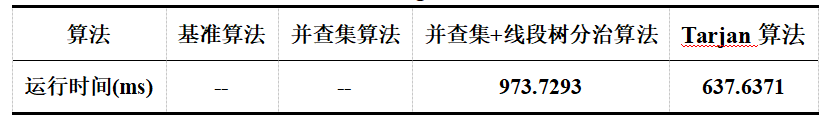 算法 基准算法 并查集算法 并查集+线段树分治算法 Tarjan 算法
运行时间(ms) -- -- 973.7293 637.6371